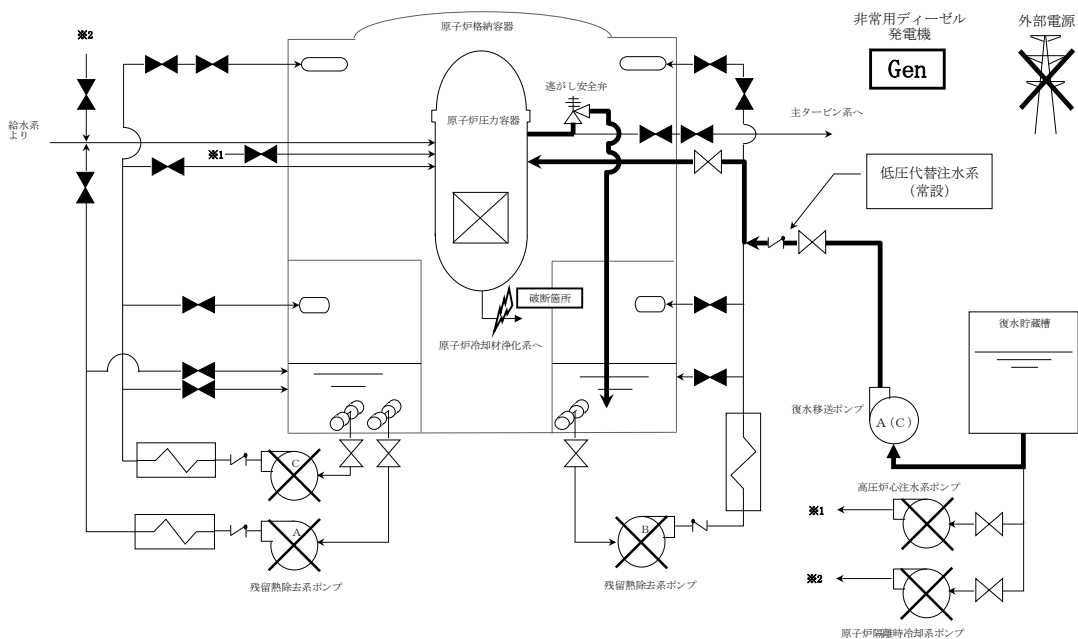 ※2
原子炉格納容器
非常用ディーゼル
発電機
外部電源
Gen
逃がし安全弁
給水系
より
原子炉圧力容器
主タービン系へ
※1
低圧代替注水系
（常設）
破断箇所
原子炉冷却材浄化系へ
復水貯蔵槽
復水移送ポンプ
A（C）
C
高圧炉心注水系ポンプ
※1
A
B
残留熱除去系ポンプ
残留熱除去系ポンプ
※2
原子炉隔離時冷却系ポンプ